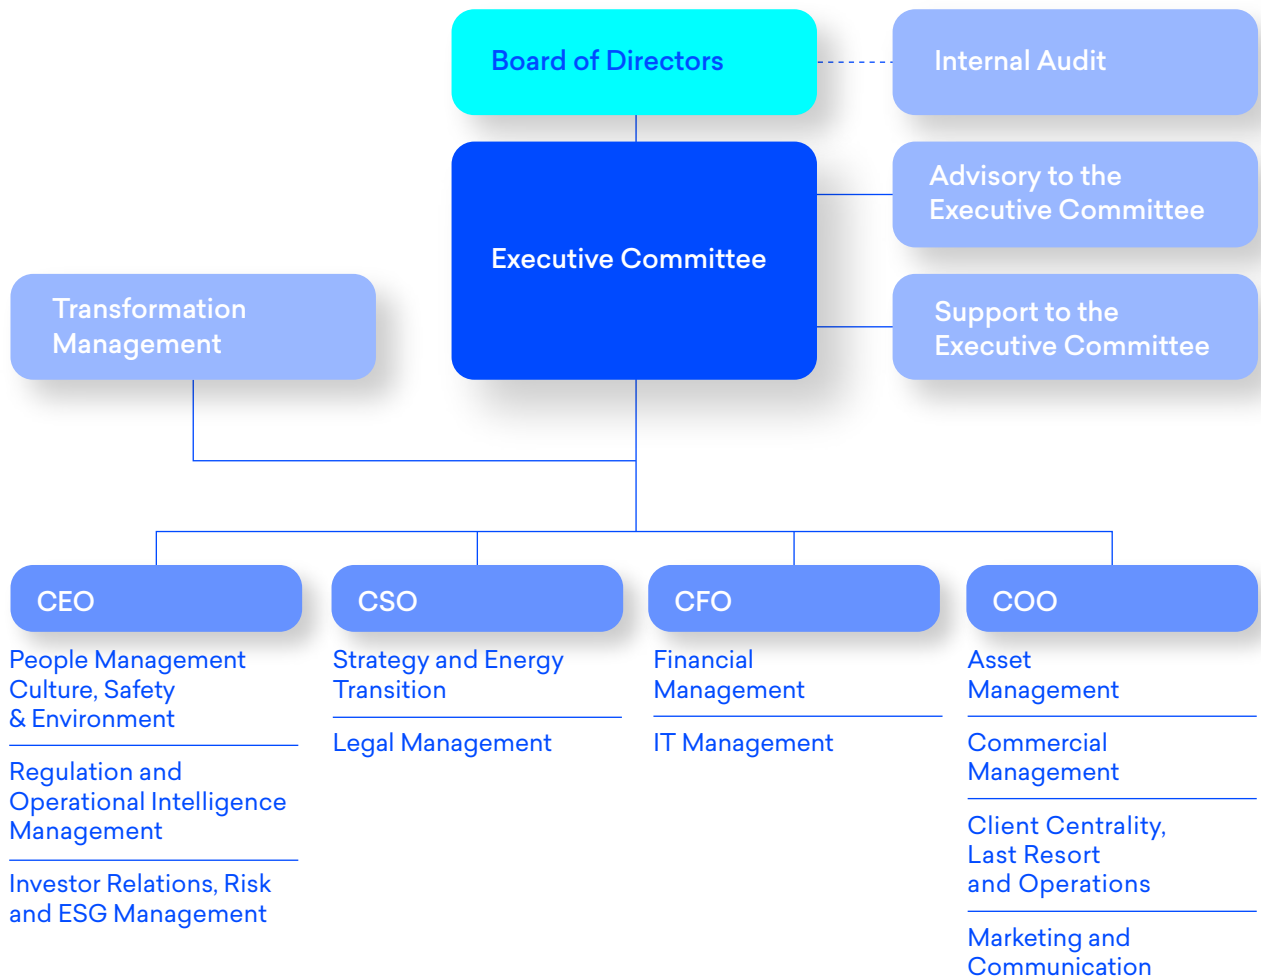 Board of Directors
Internal Audit
Advisory to the
Executive Committee
Executive Committee
Transformation
Management
Support to the
Executive Committee
CEO
People Management
Culture, Safety
& Environment
Regulation and
Operational Intelligence
Management
Investor Relations, Risk
and ESG Management
CSO
Strategy and Energy
Transition
Legal Management
CFO
Financial
Management
IT Management
COO
Asset
Management
Commercial
Management
Client Centrality,
Last Resort
and Operations
Marketing and
Communication